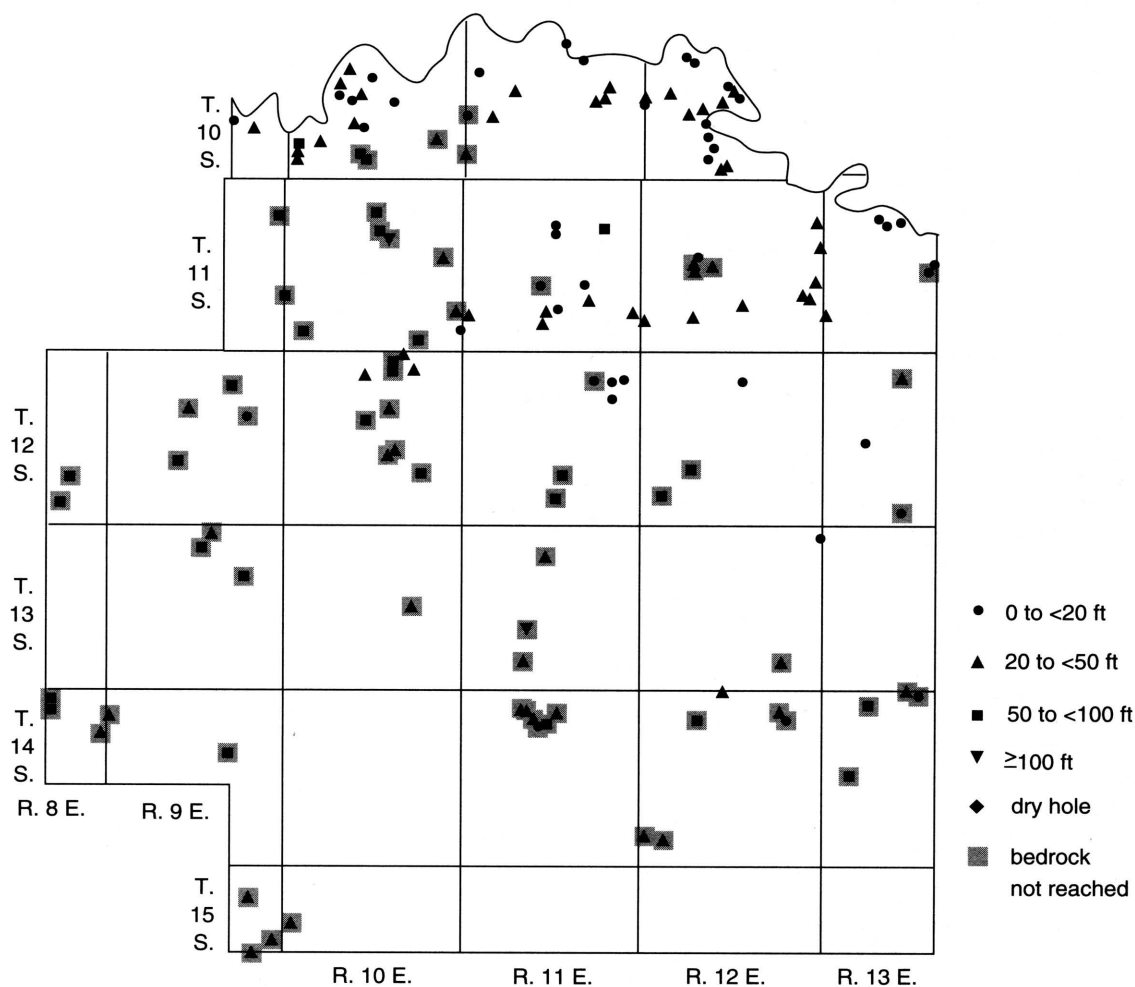 T.
10
S.
T.
11
S.
T.
12
S.
T.
13
S.
T.
14
S.
R. 8 E.
R. 9 E.
T.
15
S.
R. 10 E.
R. 11 E.
R. 12 E.
R. 13 E.
0 to <20 ft
20 to <50 ft
50 to <100 ft
≥100 ft
dry hole
bedrock
not reached